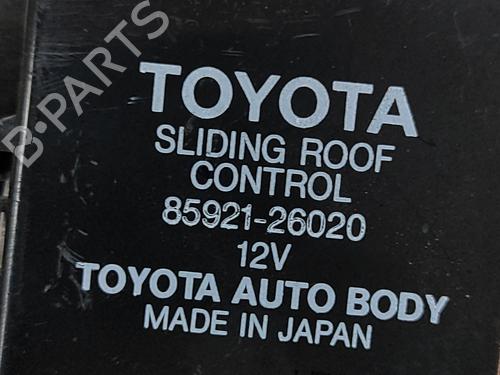 B-PARTS
TOYOTA
SLIDING ROOF
CONTROL
85921-26020
12V
TOYOTA AUTO BODY
MADE IN JAPAN